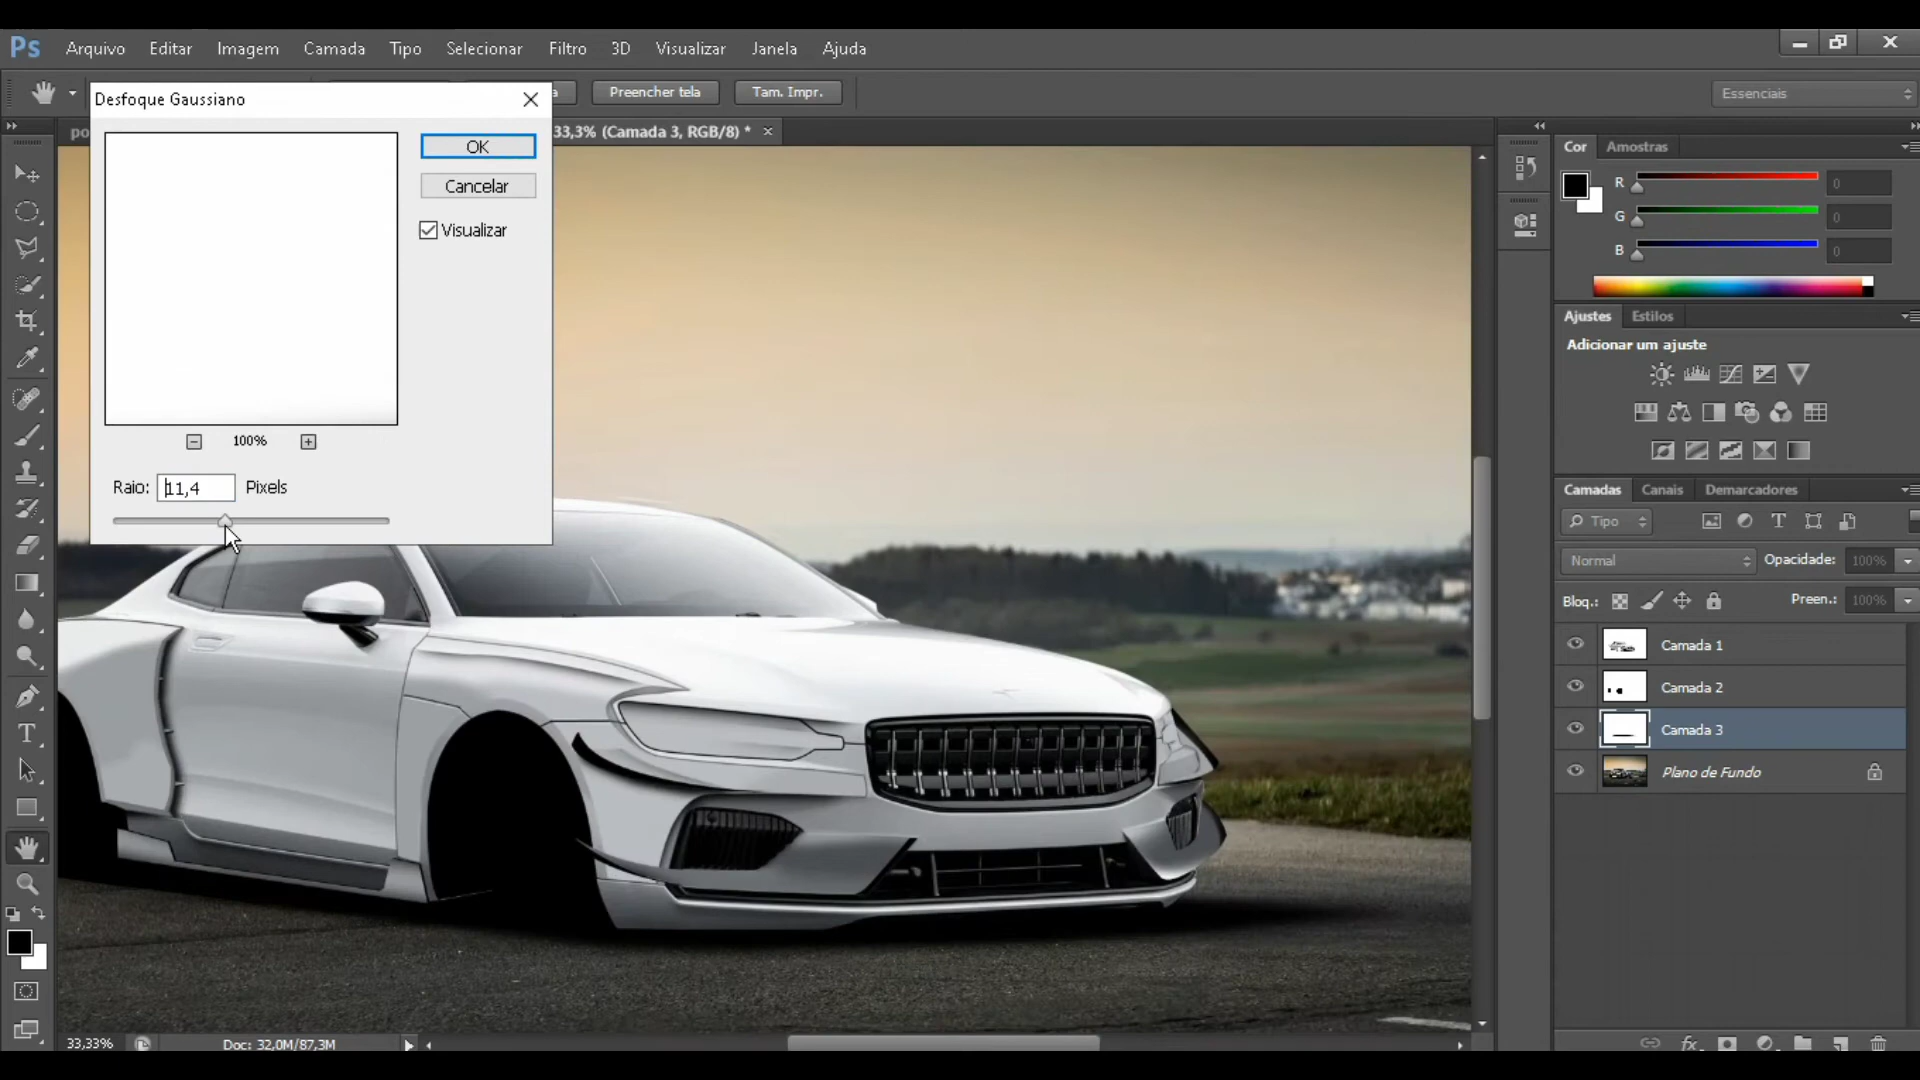 Ps Arquivo Editar Imagem Camada Tipo Selecionar Filtro 3D Visualizar Janela Ajuda
a Preencher tela Tam. Impr. Essenciais
po 33,3% (Camada 3, RGB/8) *
Desfoque Gaussiano
OK
Cancelar
Visualizar
100%
Raio: 11,4 Pixels
Cor Amostras
R 0
G 0
B 0
Ajustes Estilos
Adicionar um ajuste
Camadas Canais Demarcadores
Tipo
Normal Opacidade: 100%
Bloq.: Preen.: 100%
Camada 1
Camada 2
Camada 3
Plano de Fundo
33,33% Doc: 32,0M/87,3M